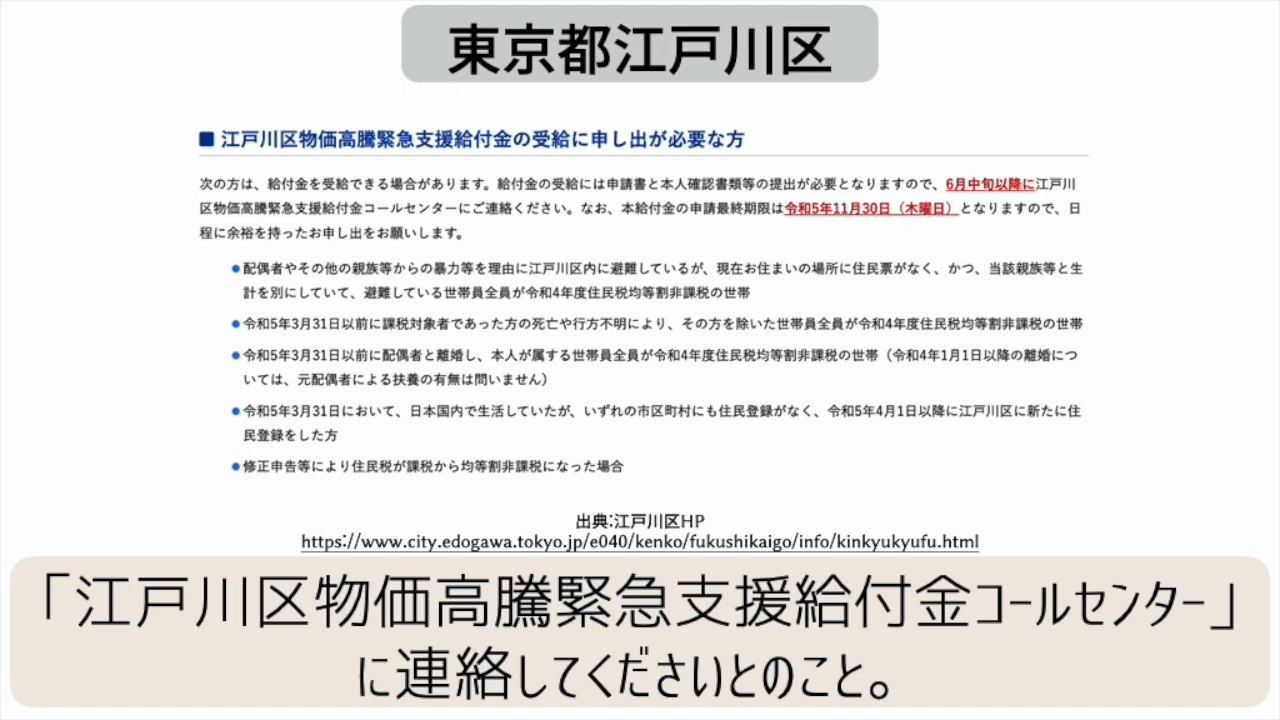 東京都江戸川区
■ 江戸川区物価高騰緊急支援給付金の受給に申し出が必要な方
次の方は、給付金を受給できる場合があります。給付金の受給には申請書と本人確認書類等の提出が必要となりますので、6月中旬以降に江戸川
区物価高騰緊急支援給付金コールセンターにご連絡ください。なお、本給付金の申請最終期限は令和5年11月30日（木曜日）となりますので、日
程に余裕を持ったお申し出をお願いします。
●配偶者やその他の親族等からの暴力等を理由に江戸川区内に避難しているが、現在お住まいの場所に住民票がなく、かつ、当該親族等と生
計を別にしていて、避難している世帯員全員が令和4年度住民税均等割非課税の世帯
●令和5年3月31日以前に課税対象者であった方の死亡や行方不明により、その方を除いた世帯員全員が令和4年度住民税均等割非課税の世帯
●令和5年3月31日以前に配偶者と離婚し、本人が属する世帯員全員が令和4年度住民税均等割非課税の世帯（令和4年1月1日以降の離婚につ
いては、元配偶者による扶養の有無は問いません）
●令和5年3月31日において、日本国内で生活していたが、いずれの市区町村にも住民登録がなく、令和5年4月1日以降に江戸川区に新たに住
民登録をした方
●修正申告等により住民税が課税から均等割非課税になった場合
出典:江戸川区HP
https://www.city.edogawa.tokyo.jp/e040/kenko/fukushikaigo/info/kinkyukyufu.html
「江戸川区物価高騰緊急支援給付金コールセンター」
に連絡してくださいとのこと。